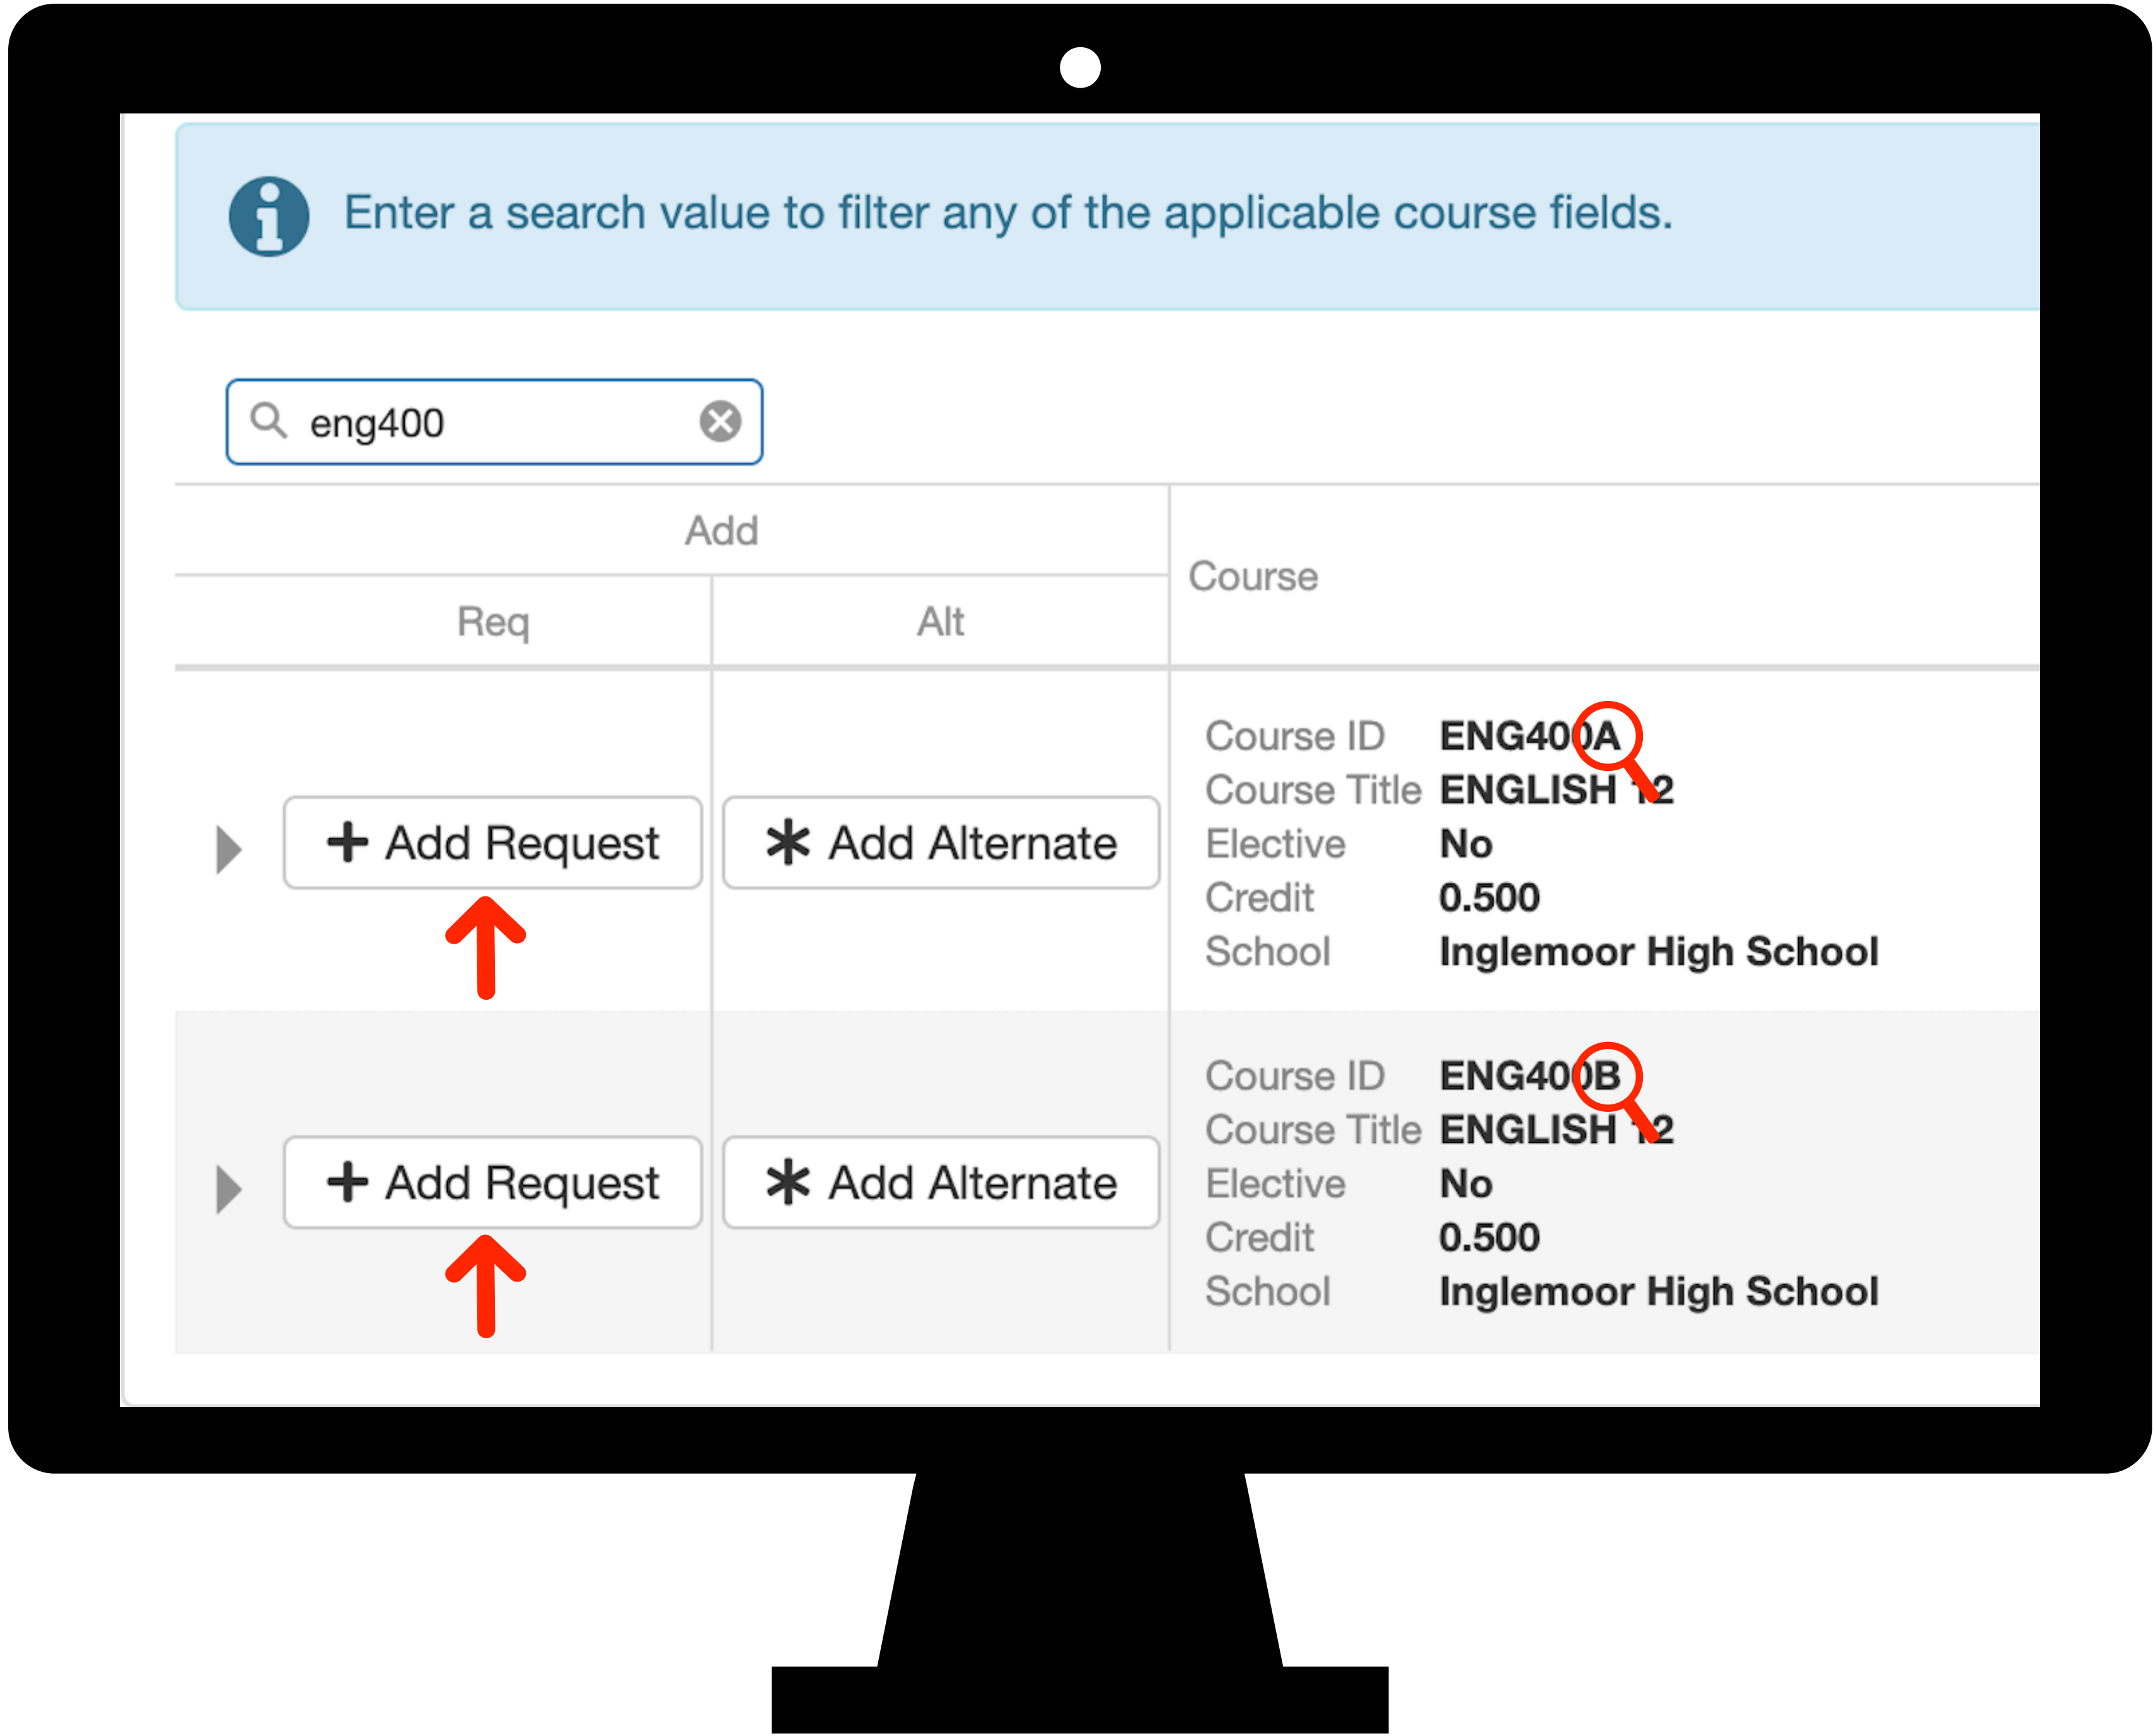 Enter a search value to filter any of the applicable course fields.
eng400
Add
Course
Req
Alt
Course ID ENG400A
Course Title ENGLISH 12
+ Add Request
* Add Alternate
Elective No
Credit 0.500
School Inglemoor High School
Course ID ENG400B
Course Title ENGLISH 12
+ Add Request
* Add Alternate
Elective No
Credit 0.500
School Inglemoor High School